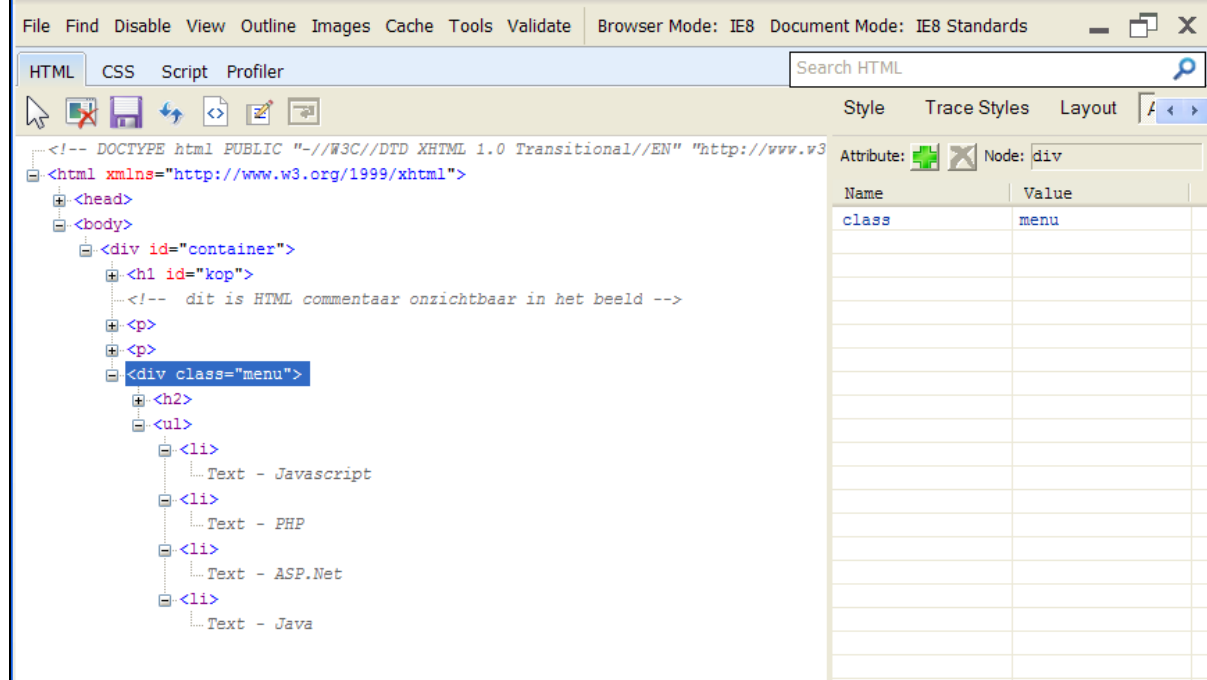 File Find Disable View Outline Images Cache Tools Validate Browser Mode: IE8 Document Mode: IE8 Standards
HTML CSS Script Profiler Search HTML
Style Trace Styles Layout
<!-- DOCTYPE html PUBLIC "-//W3C//DTD XHTML 1.0 Transitional//EN" "http://www.w3
Attribute: Node: div
<html xmlns="http://www.w3.org/1999/xhtml">
Name Value
<head>
class menu
<body>
<div id="container">
<h1 id="kop">
<!-- dit is HTML commentaar onzichtbaar in het beeld -->
<p>
<p>
<div class="menu">
<h2>
<ul>
<li>
Text - Javascript
<li>
Text - PHP
<li>
Text - ASP.Net
<li>
Text - Java